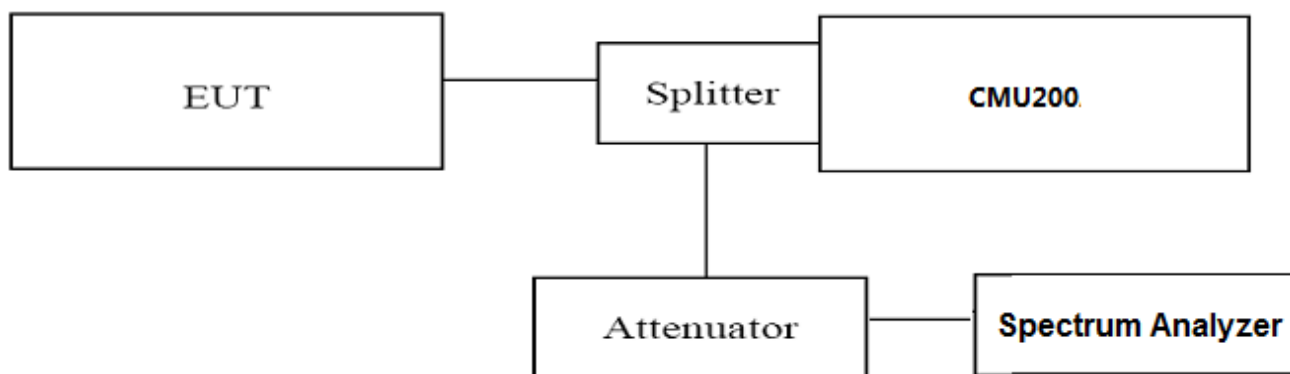 EUT
Splitter
CMU200
Attenuator
Spectrum Analyzer